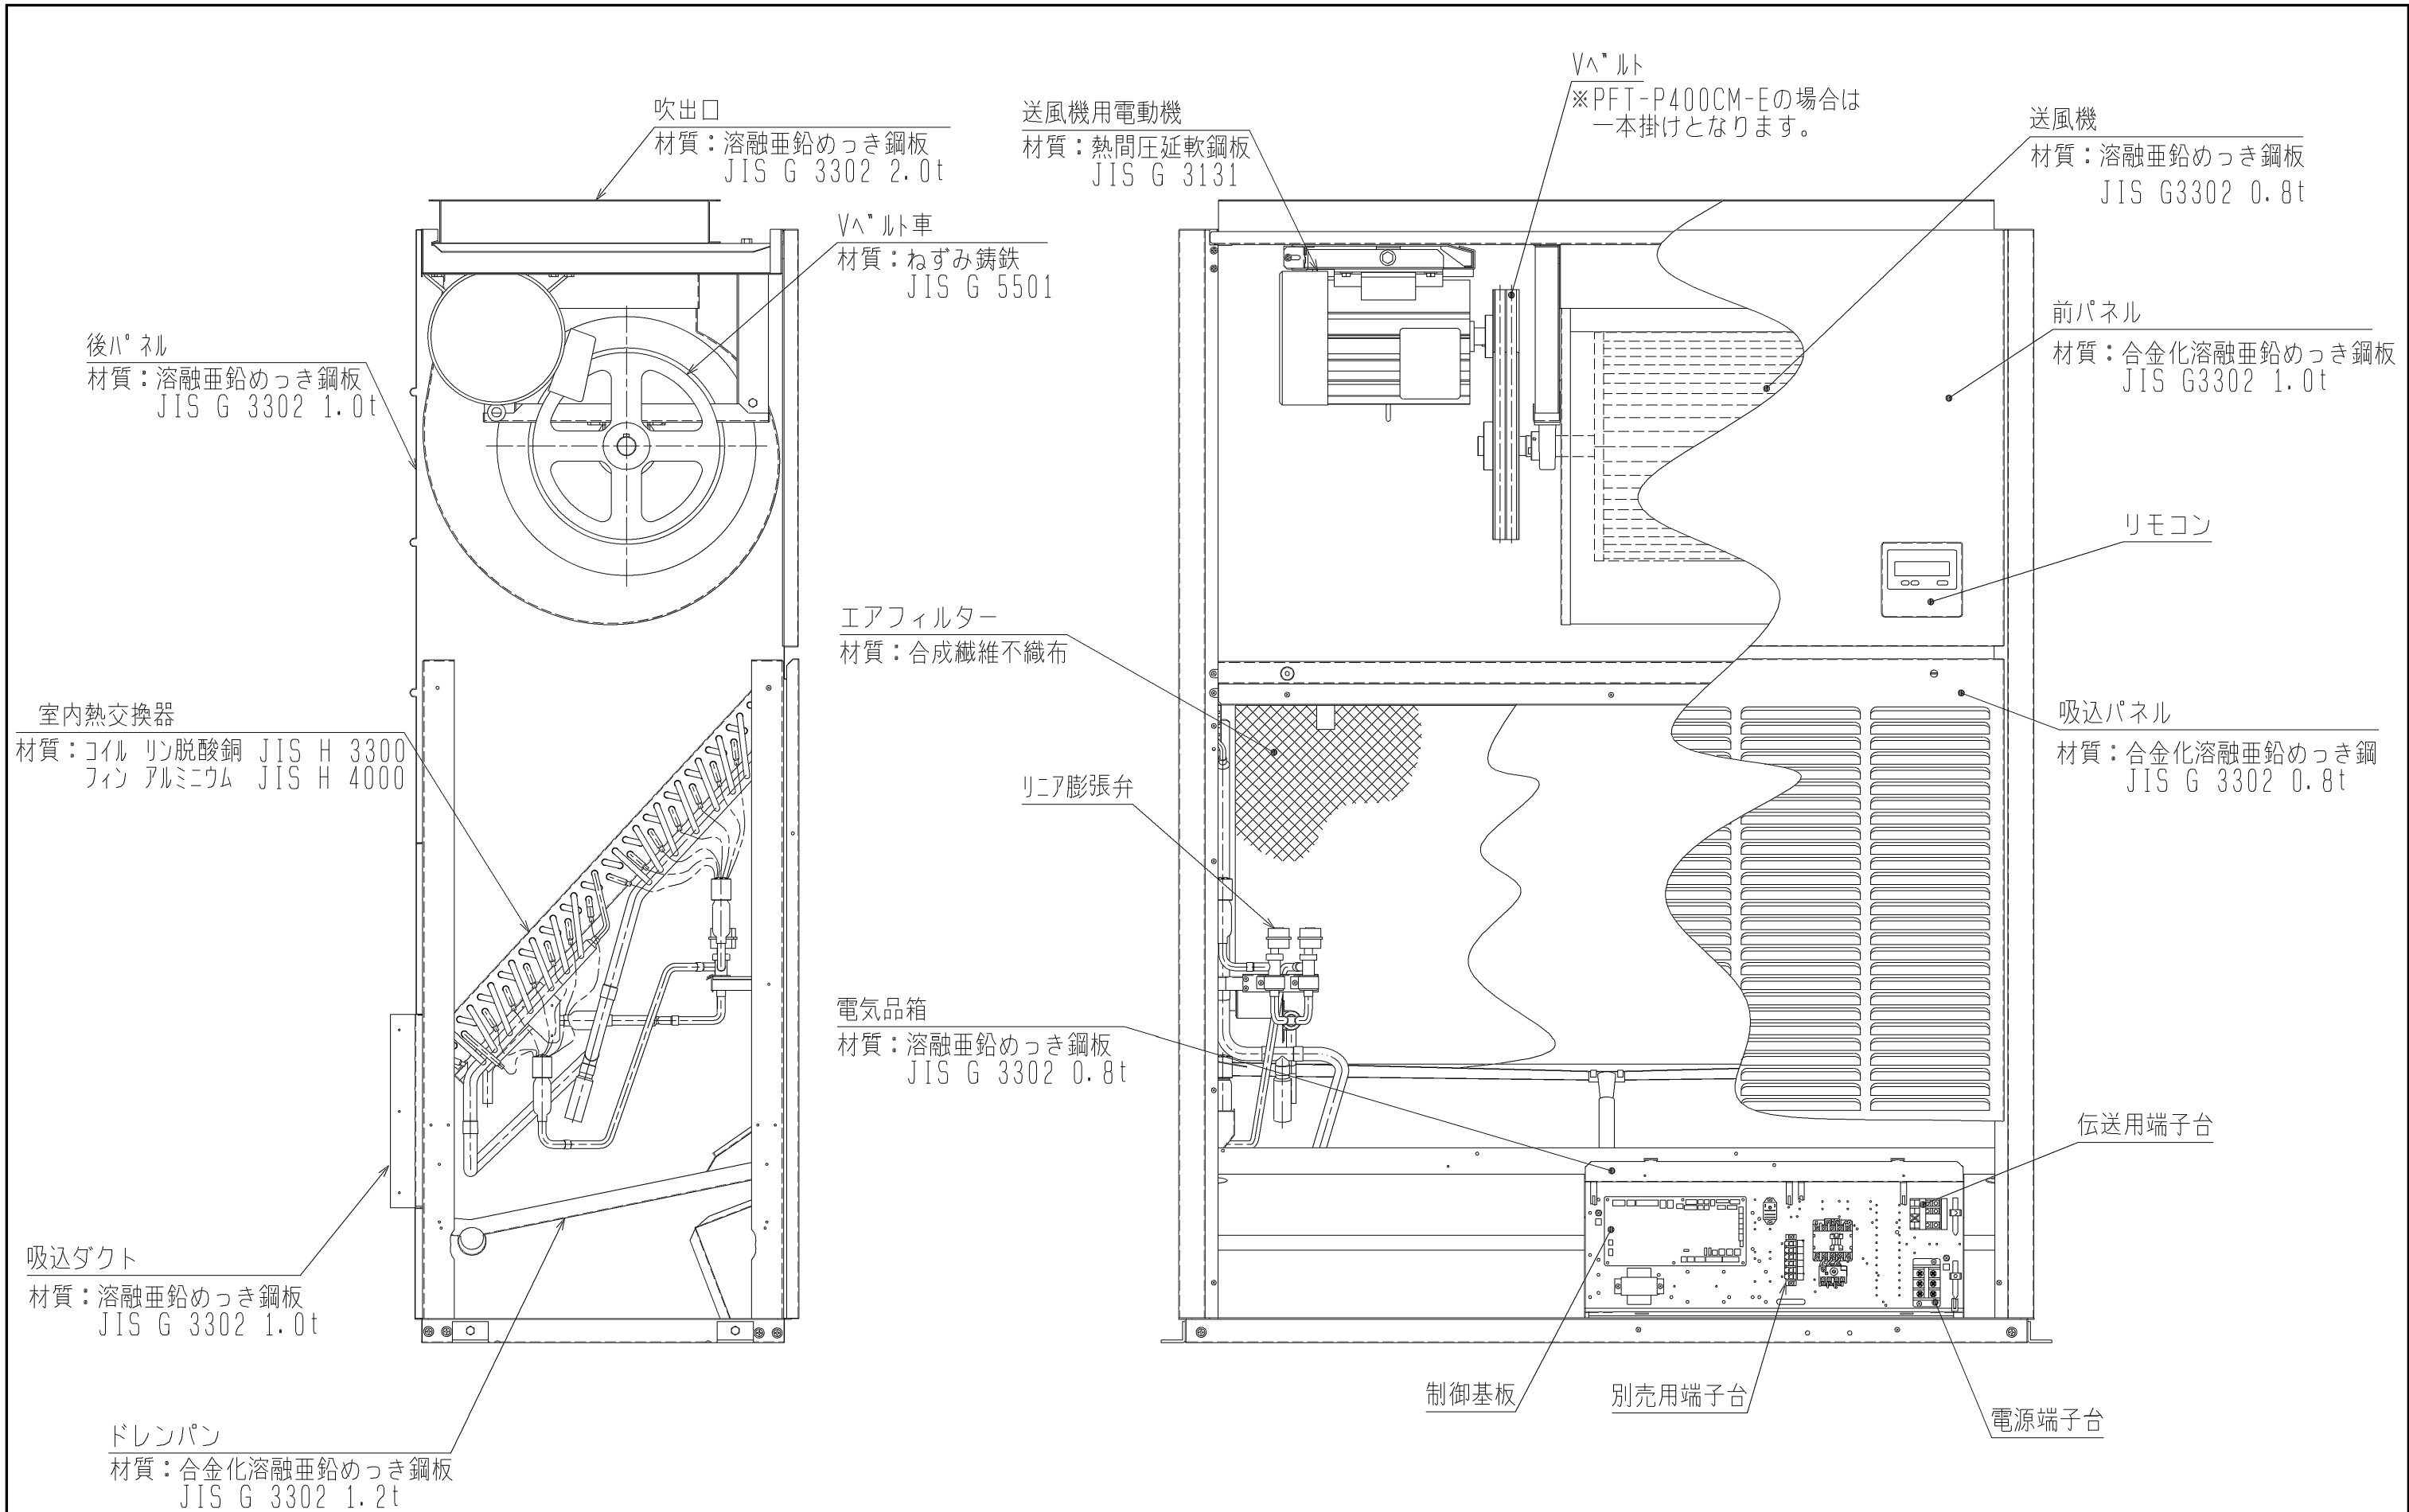 吹出口
材質：溶融亜鉛めっき鋼板
JIS G 3302 2.0t
Vベルト車
材質：ねずみ鋳鉄
JIS G 5501
後パネル
材質：溶融亜鉛めっき鋼板
JIS G 3302 1.0t
室内熱交換器
材質：コイル リン脱酸銅 JIS H 3300
フィン アルミニウム JIS H 4000
吸込ダクト
材質：溶融亜鉛めっき鋼板
JIS G 3302 1.0t
ドレンパン
材質：合金化溶融亜鉛めっき鋼板
JIS G 3302 1.2t
送風機用電動機
材質：熱間圧延軟鋼板
JIS G 3131
Vベルト
※PFT-P400CM-Eの場合は
一本掛けとなります。
送風機
材質：溶融亜鉛めっき鋼板
JIS G3302 0.8t
前パネル
材質：合金化溶融亜鉛めっき鋼板
JIS G3302 1.0t
リモコン
エアフィルター
材質：合成繊維不織布
吸込パネル
材質：合金化溶融亜鉛めっき鋼
JIS G 3302 0.8t
リニア膨張弁
電気品箱
材質：溶融亜鉛めっき鋼板
JIS G 3302 0.8t
伝送用端子台
制御基板
別売用端子台
電源端子台